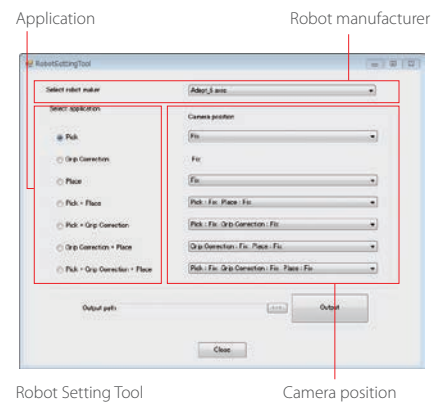 Application
Robot manufacturer
RobotSettingTool
Select robot maker
Adept_6 axis
Select application
Camera position
Pick
Fix
Grip Correction
Fix
Place
Fix
Pick + Place
Pick : Fix Place : Fix
Pick + Grip Correction
Pick : Fix Grip Correction : Fix
Grip Correction + Place
Grip Correction : Fix Place : Fix
Pick + Grip Correction + Place
Pick : Fix Grip Correction : Fix Place : Fix
Output path
...
Output
Close
Robot Setting Tool
Camera position